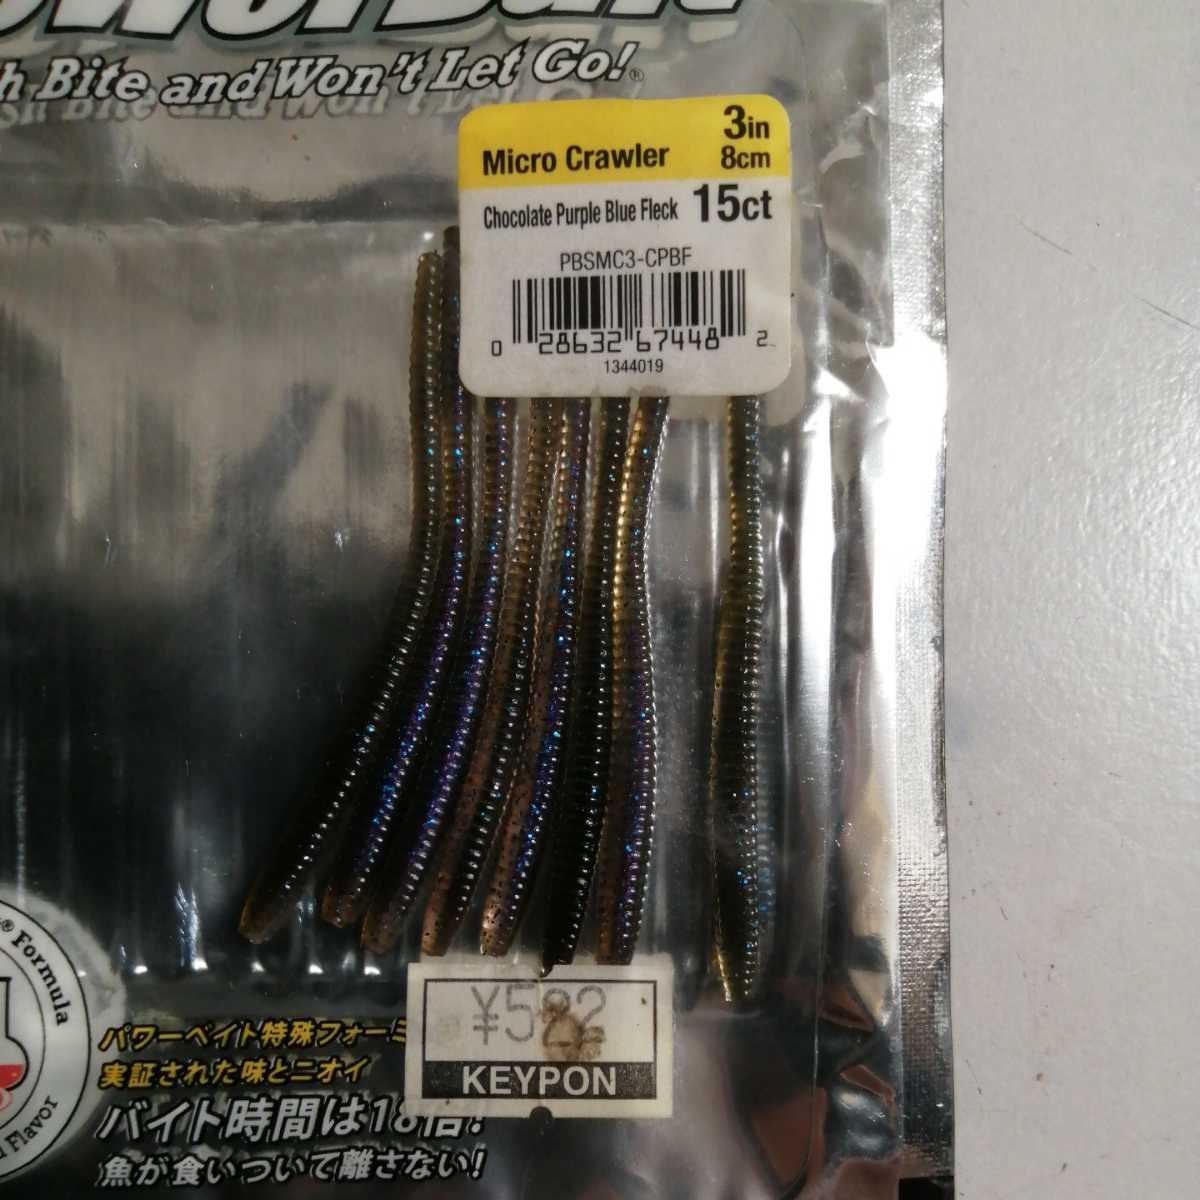 Bite and Won't Let Go!®
3in
8cm
Micro Crawler
Chocolate Purple Blue Fleck 15ct
PBSMC3-CPBF
0 28632 67448 2
1344019
® Formula
Flavor
パワーベイト特殊フォーミ
実証された味とニオイ
バイト時間は18倍!
魚が食いついて離さない!
¥582
KEYPON